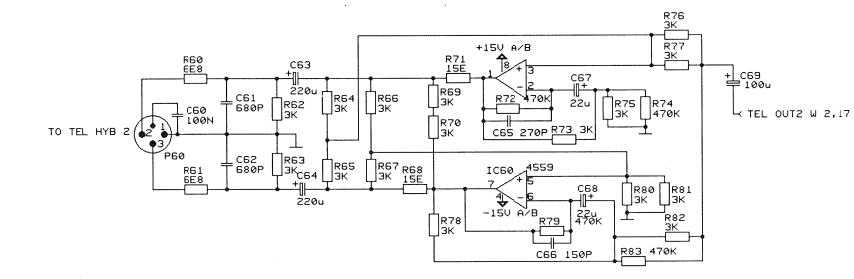 R76
3K
R77
3K
R60
6E8
C63
+
220u
R71
15E
+15V A/B
8
1
+
3
-
2
C67
+
22u
C69
+
100u
C61
680P
R62
3K
R64
3K
R66
3K
R69
3K
R72
470K
R75
3K
R74
470K
C60
100N
TEL OUT2 W 2,17
TO TEL HYB 2
2
1
3
P60
R70
3K
C65 270P
R73 3K
C62
680P
R63
3K
R65
3K
R67
3K
R61
6E8
C64
+
220u
R68
15E
IC60
4559
7
+
5
4
-
6
-15V A/B
C68
+
22u
R80
3K
R81
3K
R78
3K
R79
470K
C66 150P
R82
3K
R83 470K